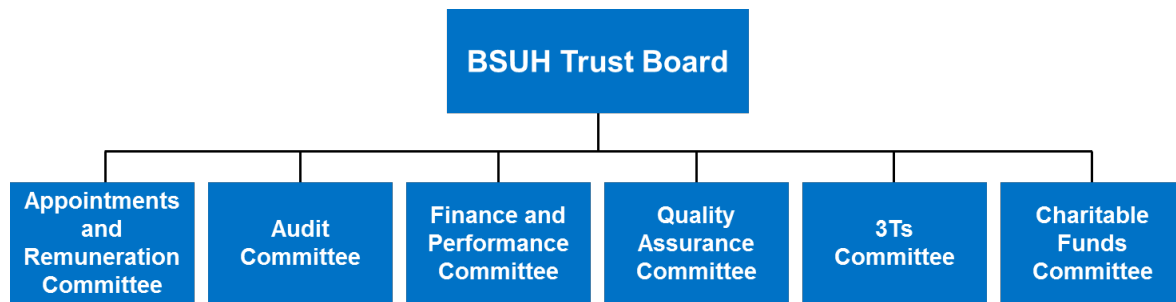 BSUH Trust Board
Appointments
and
Remuneration
Committee
Audit
Committee
Finance and
Performance
Committee
Quality
Assurance
Committee
3Ts
Committee
Charitable
Funds
Committee